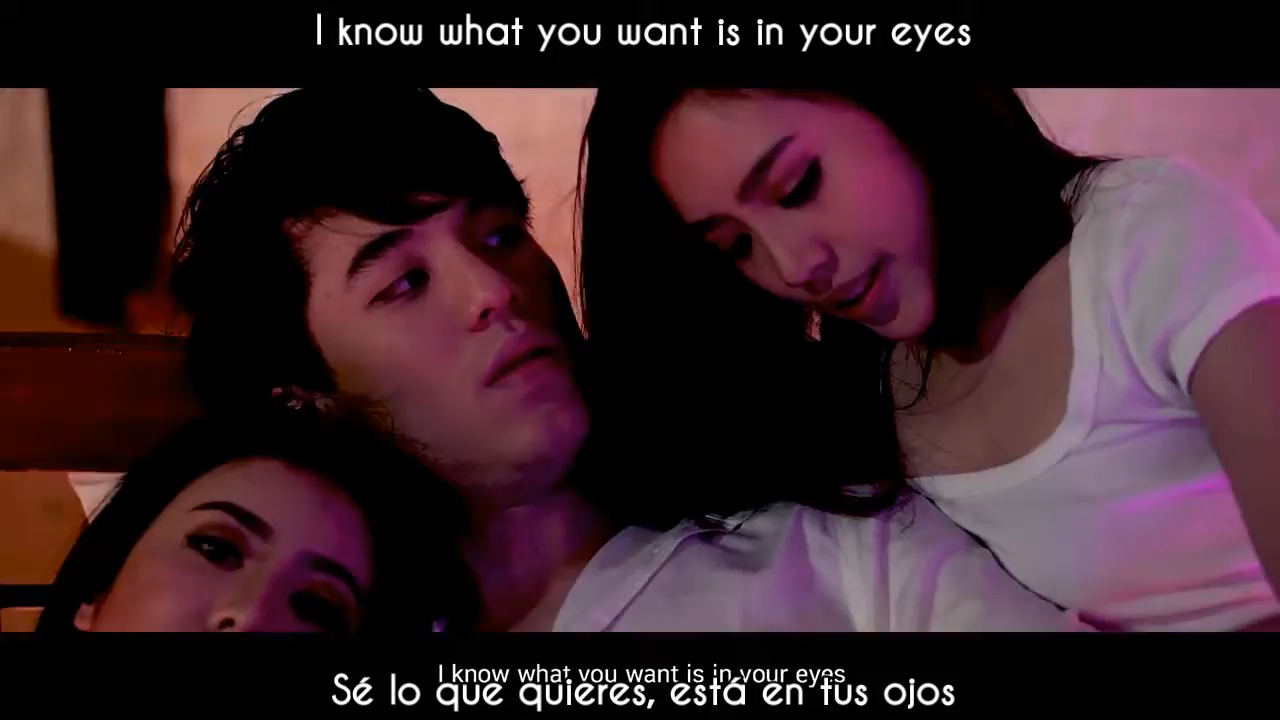 I know what you want is in your eyes
I know what you want is in your eyes
Sé lo que quieres, está en tus ojos